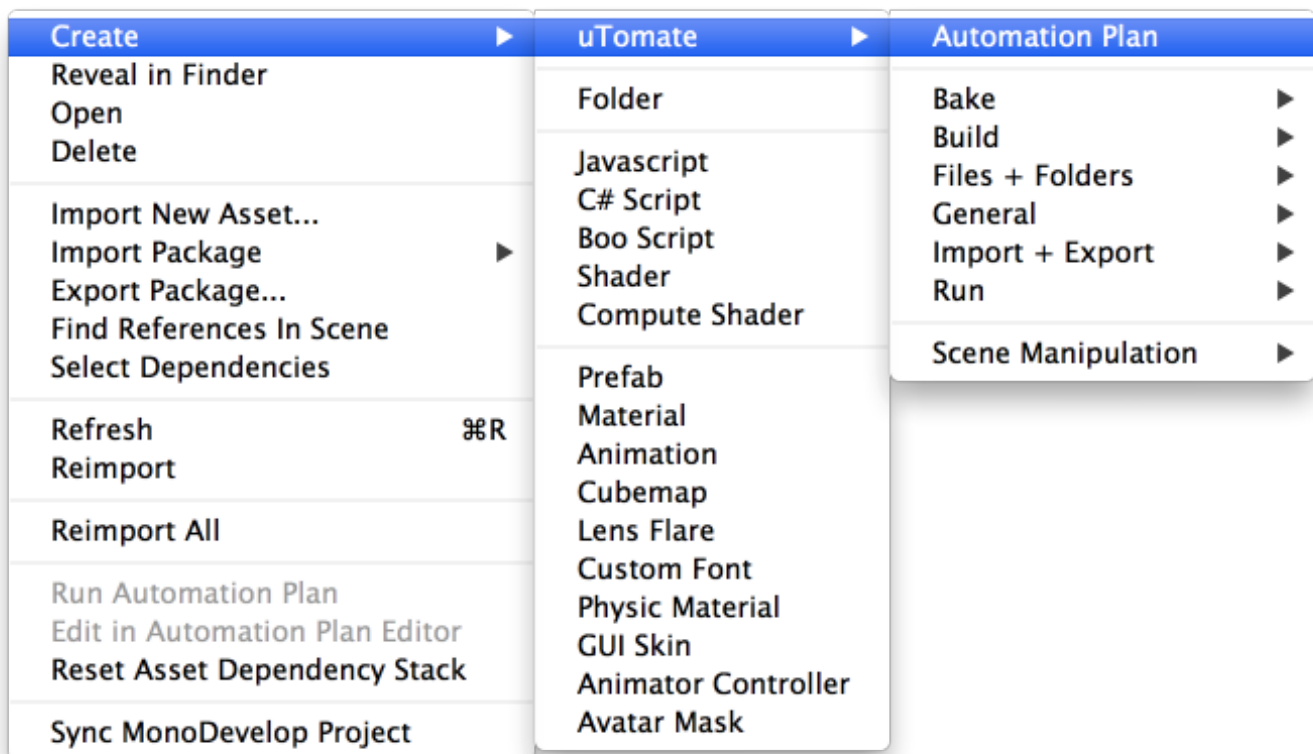 Create
Reveal in Finder
Open
Delete
Import New Asset...
Import Package
Export Package...
Find References In Scene
Select Dependencies
Refresh ⌘R
Reimport
Reimport All
Run Automation Plan
Edit in Automation Plan Editor
Reset Asset Dependency Stack
Sync MonoDevelop Project
uTomate
Folder
Javascript
C# Script
Boo Script
Shader
Compute Shader
Prefab
Material
Animation
Cubemap
Lens Flare
Custom Font
Physic Material
GUI Skin
Animator Controller
Avatar Mask
Automation Plan
Bake
Build
Files + Folders
General
Import + Export
Run
Scene Manipulation